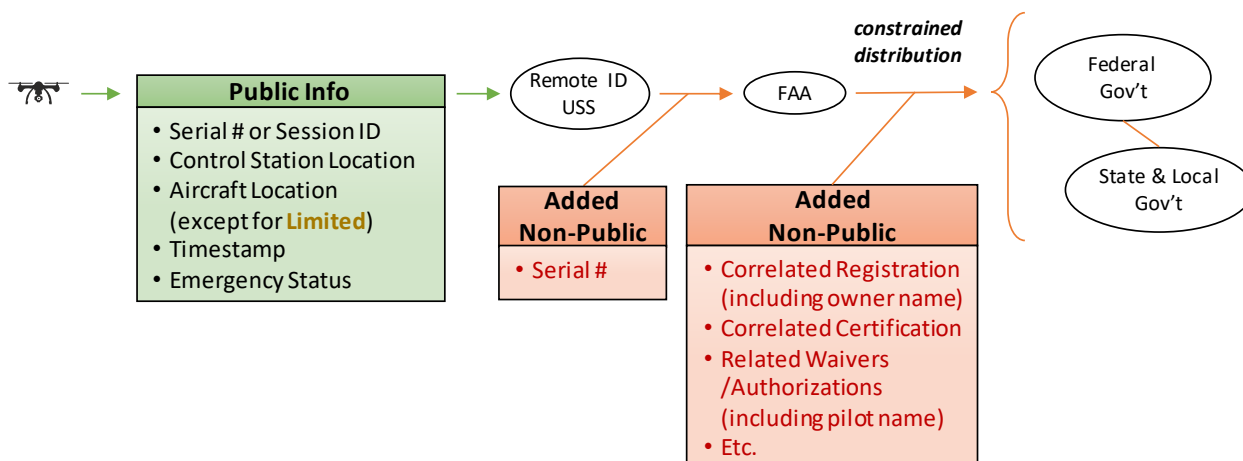 constrained
distribution
Public Info
• Serial # or Session ID
• Control Station Location
• Aircraft Location
(except for Limited)
• Timestamp
• Emergency Status
Remote ID
USS
FAA
Federal
Gov't
State & Local
Gov't
Added
Non-Public
• Serial #
Added
Non-Public
• Correlated Registration
(including owner name)
• Correlated Certification
• Related Waivers
/Authorizations
(including pilot name)
• Etc.